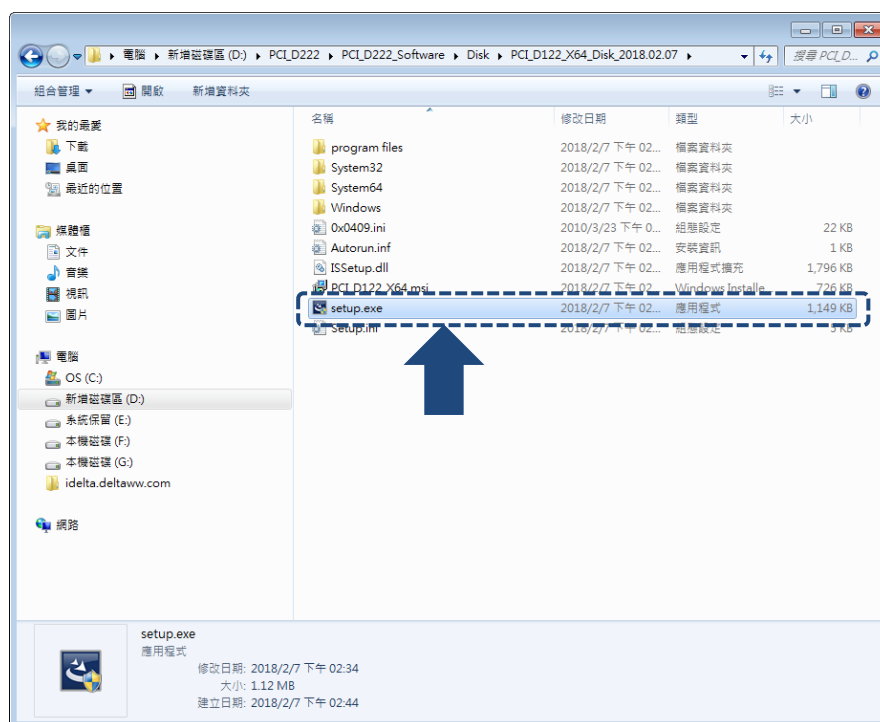 電腦 新增磁碟區 (D:) PCI_D222 PCI_D222_Software Disk PCI_D122_X64_Disk_2018.02.07 搜尋 PCI_D...
組合管理 開啟 新增資料夾
我的最愛
下載
桌面
最近的位置
媒體櫃
文件
音樂
視訊
圖片
電腦
OS (C:)
新增磁碟區 (D:)
系統保留 (E:)
本機磁碟 (F:)
本機磁碟 (G:)
idelta.deltaww.com
網路
名稱 修改日期 類型 大小
program files 2018/2/7 下午 02... 檔案資料夾
System32 2018/2/7 下午 02... 檔案資料夾
System64 2018/2/7 下午 02... 檔案資料夾
Windows 2018/2/7 下午 02... 檔案資料夾
0x0409.ini 2010/3/23 下午 0... 組態設定 22 KB
Autorun.inf 2018/2/7 下午 02... 安裝資訊 1 KB
ISSetup.dll 2018/2/7 下午 02... 應用程式擴充 1,796 KB
PCI_D122_X64.msi 2018/2/7 下午 02... Windows Installe... 726 KB
setup.exe 2018/2/7 下午 02... 應用程式 1,149 KB
Setup.ini 2018/2/7 下午 02... 組態設定 5 KB
setup.exe
應用程式
修改日期: 2018/2/7 下午 02:34
大小: 1.12 MB
建立日期: 2018/2/7 下午 02:44